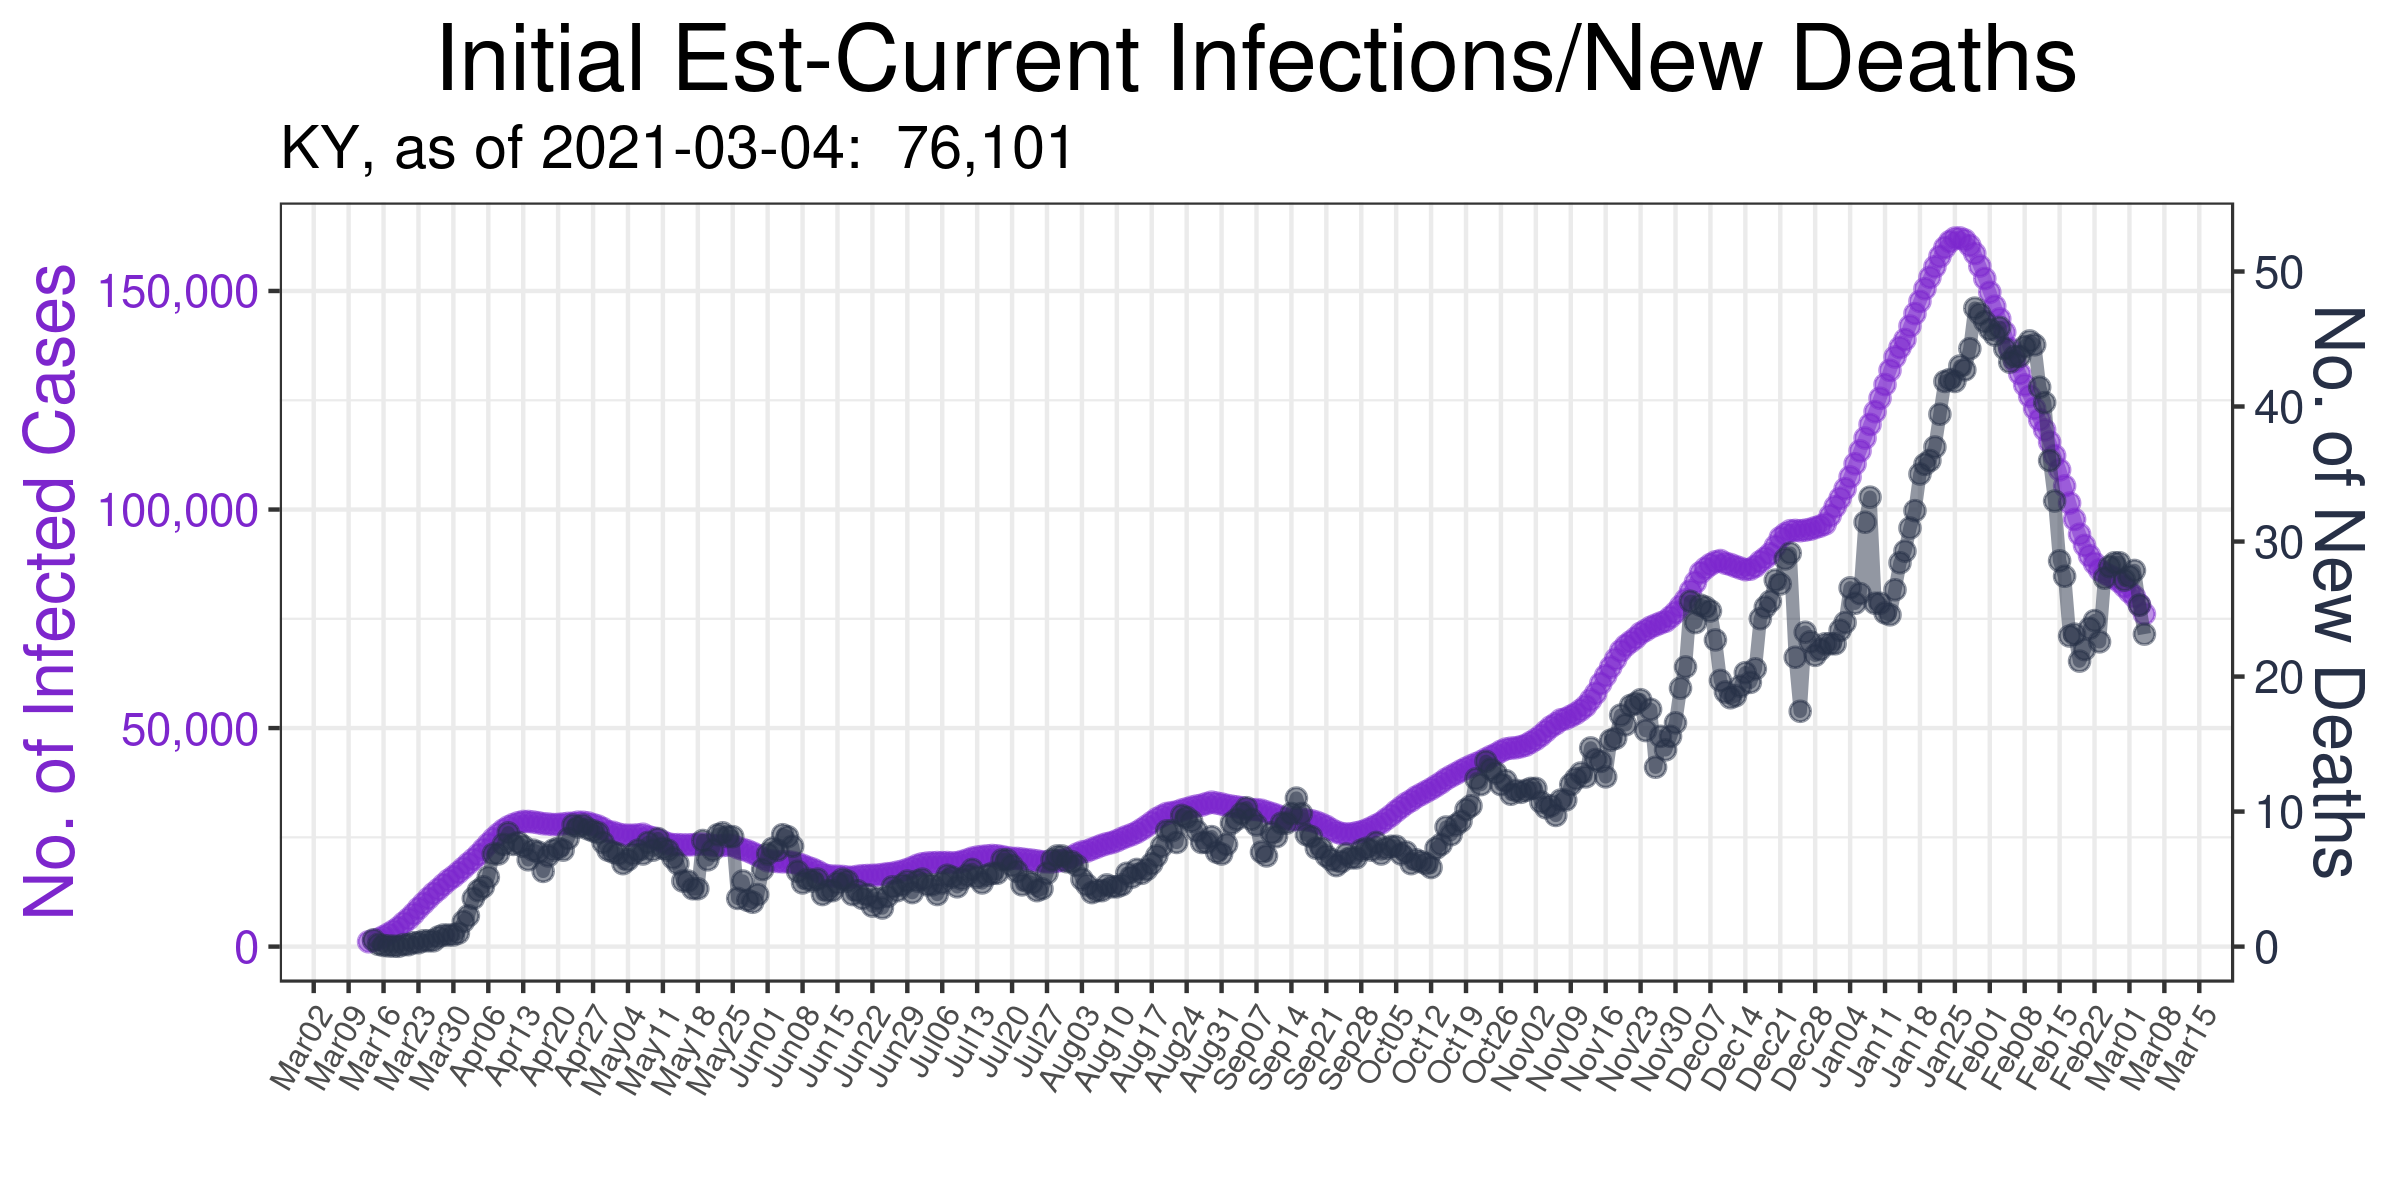 Initial Est-Current Infections/New Deaths
KY, as of 2021-03-04: 76,101
No. of Infected Cases
150,000
100,000
50,000
0
50
40
30
20
10
0
No. of New Deaths
Mar02
Mar09
Mar16
Mar23
Mar30
Apr06
Apr13
Apr20
Apr27
May04
May11
May18
May25
Jun01
Jun08
Jun15
Jun22
Jun29
Jul06
Jul13
Jul20
Jul27
Aug03
Aug10
Aug17
Aug24
Aug31
Sep07
Sep14
Sep21
Sep28
Oct05
Oct12
Oct19
Oct26
Nov02
Nov09
Nov16
Nov23
Nov30
Dec07
Dec14
Dec21
Dec28
Jan04
Jan11
Jan18
Jan25
Feb01
Feb08
Feb15
Feb22
Mar01
Mar08
Mar15